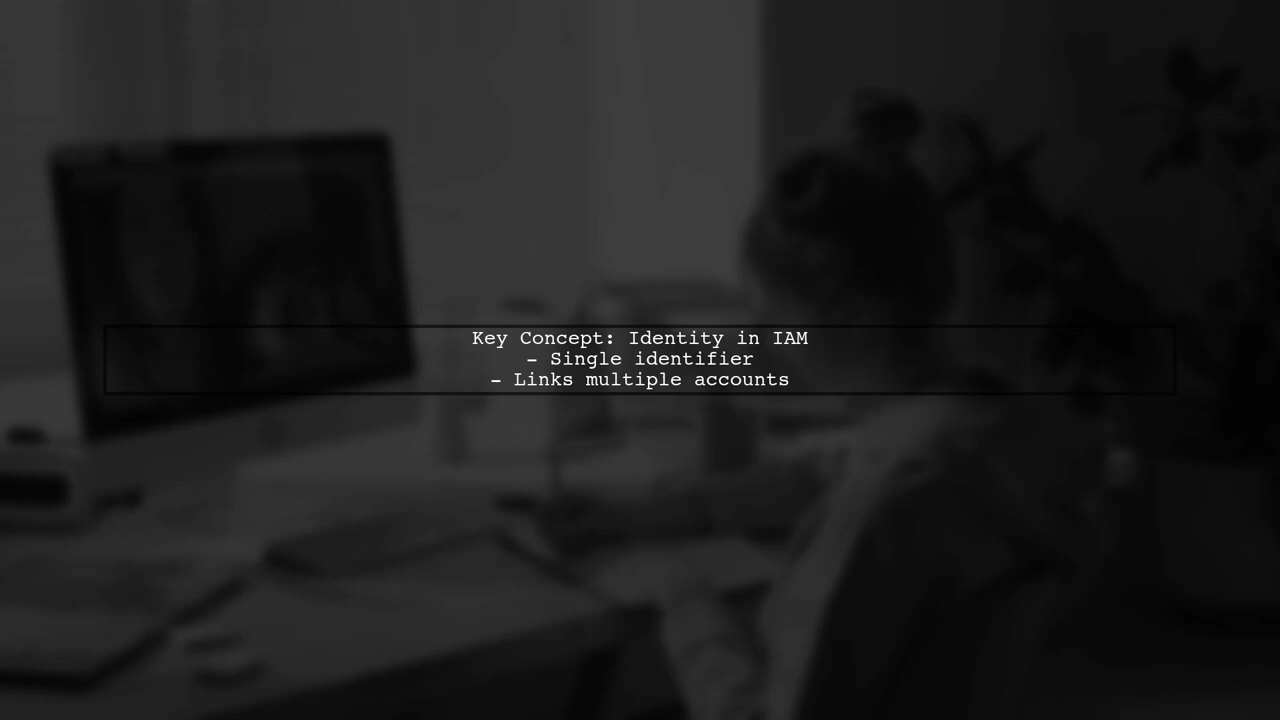 Key Concept: Identity in IAM
– Single identifier
– Links multiple accounts